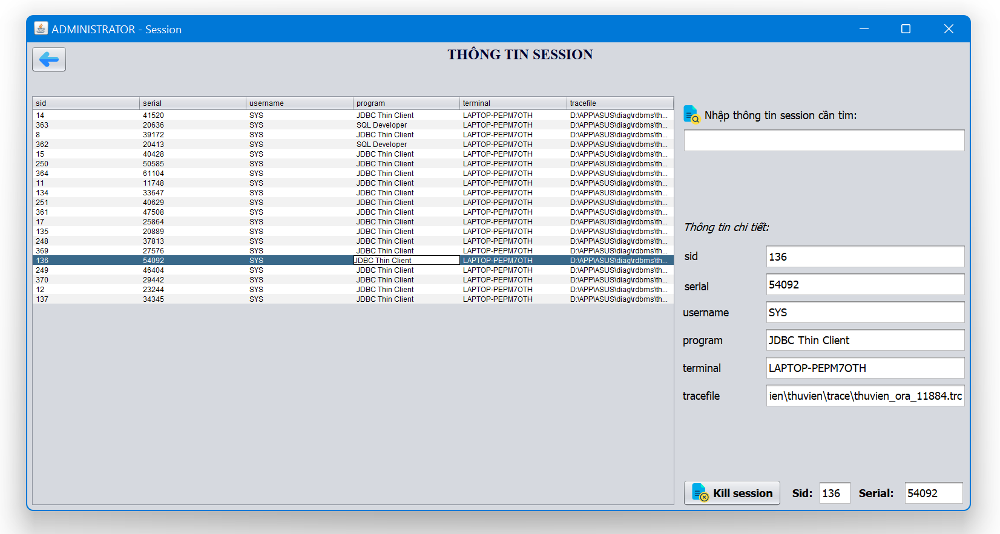 ADMINISTRATOR - Session
THÔNG TIN SESSION
sid serial username program terminal tracefile
14 41520 SYS JDBC Thin Client LAPTOP-PEPM7OTH D:\APP\ASUS\diag\rdbms\th...
363 20636 SYS SQL Developer LAPTOP-PEPM7OTH D:\APP\ASUS\diag\rdbms\th...
8 39172 SYS JDBC Thin Client LAPTOP-PEPM7OTH D:\APP\ASUS\diag\rdbms\th...
362 20413 SYS SQL Developer LAPTOP-PEPM7OTH D:\APP\ASUS\diag\rdbms\th...
15 40428 SYS JDBC Thin Client LAPTOP-PEPM7OTH D:\APP\ASUS\diag\rdbms\th...
250 50585 SYS JDBC Thin Client LAPTOP-PEPM7OTH D:\APP\ASUS\diag\rdbms\th...
364 61104 SYS JDBC Thin Client LAPTOP-PEPM7OTH D:\APP\ASUS\diag\rdbms\th...
11 11748 SYS JDBC Thin Client LAPTOP-PEPM7OTH D:\APP\ASUS\diag\rdbms\th...
134 33647 SYS JDBC Thin Client LAPTOP-PEPM7OTH D:\APP\ASUS\diag\rdbms\th...
251 40629 SYS JDBC Thin Client LAPTOP-PEPM7OTH D:\APP\ASUS\diag\rdbms\th...
361 47508 SYS JDBC Thin Client LAPTOP-PEPM7OTH D:\APP\ASUS\diag\rdbms\th...
17 25864 SYS JDBC Thin Client LAPTOP-PEPM7OTH D:\APP\ASUS\diag\rdbms\th...
135 20889 SYS JDBC Thin Client LAPTOP-PEPM7OTH D:\APP\ASUS\diag\rdbms\th...
248 37813 SYS JDBC Thin Client LAPTOP-PEPM7OTH D:\APP\ASUS\diag\rdbms\th...
369 27576 SYS JDBC Thin Client LAPTOP-PEPM7OTH D:\APP\ASUS\diag\rdbms\th...
136 54092 SYS JDBC Thin Client LAPTOP-PEPM7OTH D:\APP\ASUS\diag\rdbms\th...
249 46404 SYS JDBC Thin Client LAPTOP-PEPM7OTH D:\APP\ASUS\diag\rdbms\th...
370 29442 SYS JDBC Thin Client LAPTOP-PEPM7OTH D:\APP\ASUS\diag\rdbms\th...
12 23244 SYS JDBC Thin Client LAPTOP-PEPM7OTH D:\APP\ASUS\diag\rdbms\th...
137 34345 SYS JDBC Thin Client LAPTOP-PEPM7OTH D:\APP\ASUS\diag\rdbms\th...
Nhập thông tin session cần tìm:
Thông tin chi tiết:
sid 136
serial 54092
username SYS
program JDBC Thin Client
terminal LAPTOP-PEPM7OTH
tracefile ien\thuvien\trace\thuvien_ora_11884.trc
Kill session Sid: 136 Serial: 54092